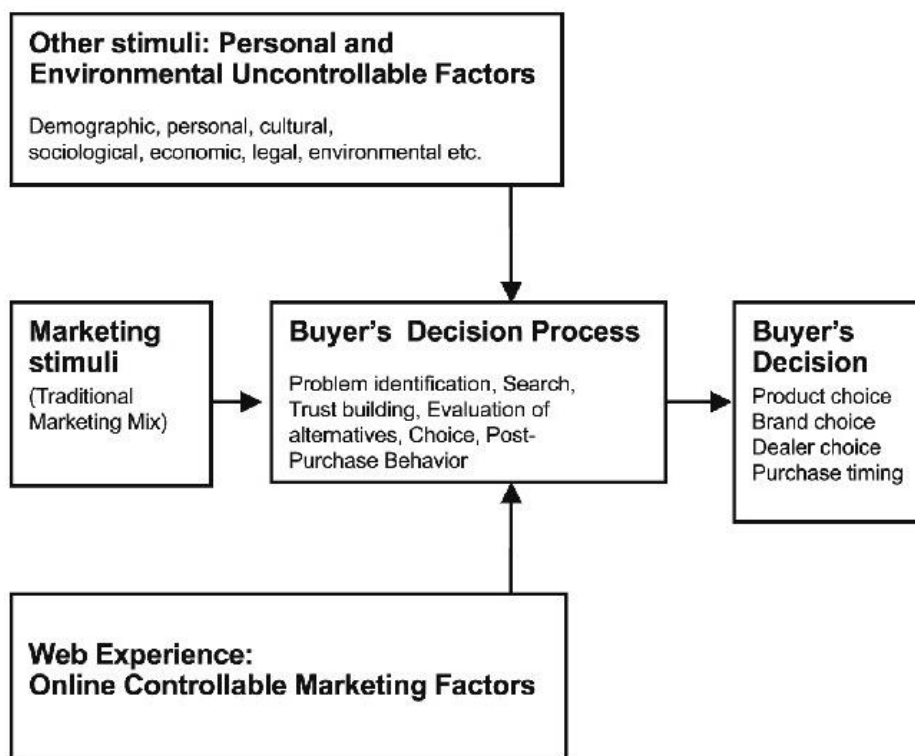 Other stimuli: Personal and
Environmental Uncontrollable Factors
Demographic, personal, cultural,
sociological, economic, legal, environmental etc.
Marketing
stimuli
(Traditional
Marketing Mix)
Buyer's Decision Process
Problem identification, Search,
Trust building, Evaluation of
alternatives, Choice, Post-
Purchase Behavior
Buyer's
Decision
Product choice
Brand choice
Dealer choice
Purchase timing
Web Experience:
Online Controllable Marketing Factors